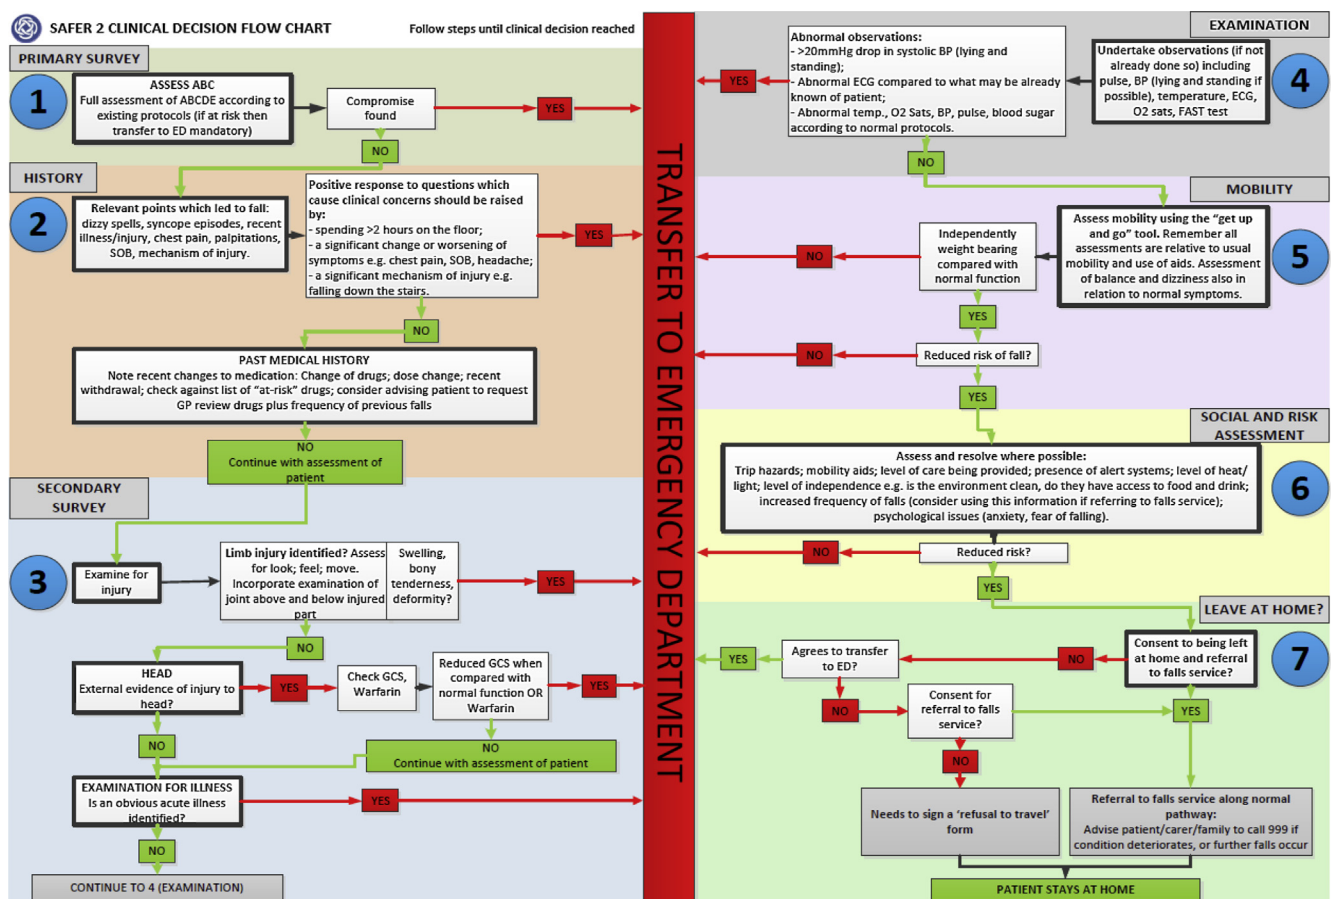 SAFER 2 CLINICAL DECISION FLOW CHART
Follow steps until clinical decision reached
PRIMARY SURVEY
1
ASSESS ABC
Full assessment of ABCDE according to
existing protocols (if at risk then
transfer to ED mandatory)
Compromise
found
YES
NO
HISTORY
2
Relevant points which led to fall:
dizzy spells, syncope episodes, recent
illness/injury, chest pain, palpitations,
SOB, mechanism of injury.
Positive response to questions which
cause clinical concerns should be raised
by:
- spending >2 hours on the floor;
- a significant change or worsening of
symptoms e.g. chest pain, SOB, headache;
- a significant mechanism of injury e.g.
falling down the stairs.
YES
NO
PAST MEDICAL HISTORY
Note recent changes to medication: Change of drugs; dose change; recent
withdrawal; check against list of "at-risk" drugs; consider advising patient to request
GP review drugs plus frequency of previous falls
NO
Continue with assessment of
patient
SECONDARY
SURVEY
3
Examine for
injury
Limb injury identified? Assess
for look; feel; move.
Incorporate examination of
joint above and below injured
part
Swelling,
bony
tenderness,
deformity?
YES
NO
HEAD
External evidence of injury to
head?
YES
Check GCS,
Warfarin
Reduced GCS when
compared with
normal function OR
Warfarin
YES
NO
NO
Continue with assessment of patient
EXAMINATION FOR ILLNESS
Is an obvious acute illness
identified?
YES
NO
CONTINUE TO 4 (EXAMINATION)
TRANSFER TO EMERGENCY DEPARTMENT
EXAMINATION
4
Undertake observations (if not
already done so) including
pulse, BP (lying and standing if
possible), temperature, ECG,
O2 sats, FAST test
Abnormal observations:
- >20mmHg drop in systolic BP (lying and
standing);
- Abnormal ECG compared to what may be already
known of patient;
- Abnormal temp., O2 Sats, BP, pulse, blood sugar
according to normal protocols.
YES
NO
MOBILITY
5
Assess mobility using the "get up
and go" tool. Remember all
assessments are relative to usual
mobility and use of aids. Assessment
of balance and dizziness also in
relation to normal symptoms.
Independently
weight bearing
compared with
normal function
NO
YES
Reduced risk of fall?
NO
YES
SOCIAL AND RISK
ASSESSMENT
6
Assess and resolve where possible:
Trip hazards; mobility aids; level of care being provided; presence of alert systems; level of heat/
light; level of independence e.g. is the environment clean, do they have access to food and drink;
increased frequency of falls (consider using this information if referring to falls service);
psychological issues (anxiety, fear of falling).
Reduced risk?
NO
YES
LEAVE AT HOME?
7
Consent to being left
at home and referral
to falls service?
NO
Agrees to transfer
to ED?
YES
NO
Consent for
referral to falls
service?
YES
NO
Needs to sign a 'refusal to travel'
form
Referral to falls service along normal
pathway:
Advise patient/carer/family to call 999 if
condition deteriorates, or further falls occur
PATIENT STAYS AT HOME